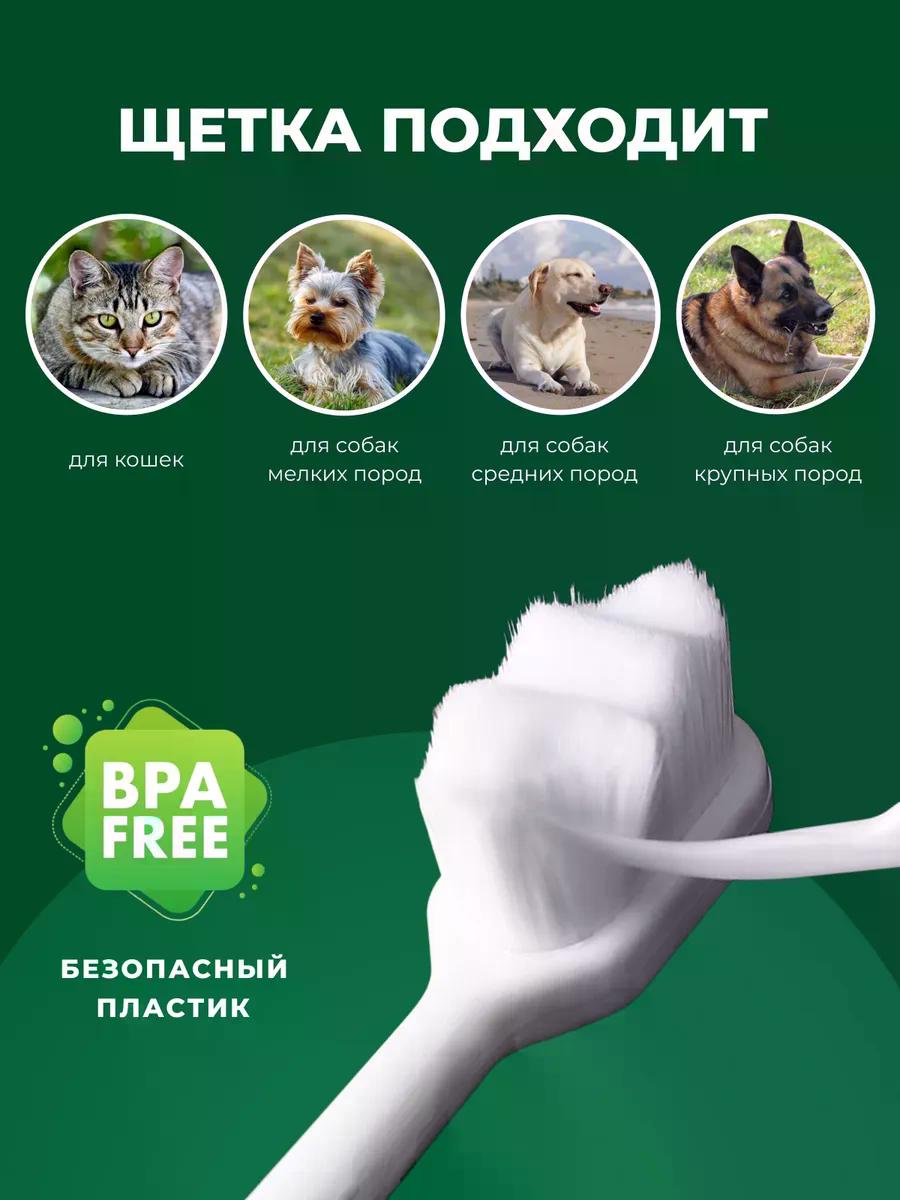 ЩЕТКА ПОДХОДИТ
для кошек
для собак
мелких пород
для собак
средних пород
для собак
крупных пород
BPA
FREE
БЕЗОПАСНЫЙ
ПЛАСТИК